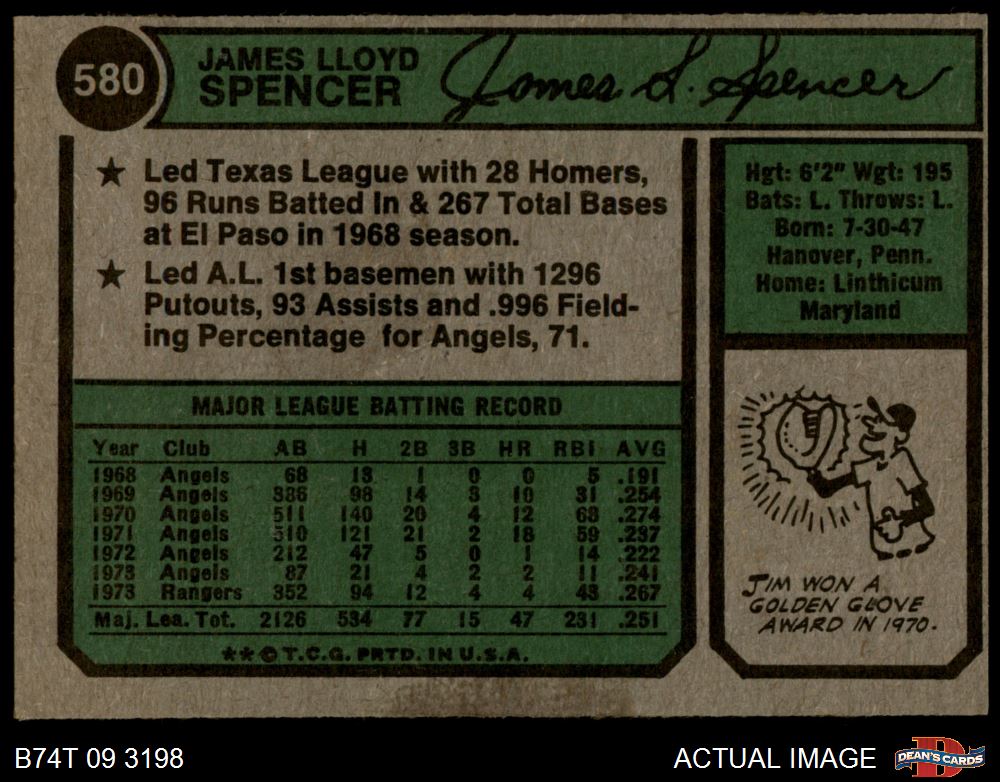 580
JAMES LLOYD
SPENCER
James L. Spencer
★ Led Texas League with 28 Homers,
96 Runs Batted In & 267 Total Bases
at El Paso in 1968 season.
★ Led A.L. 1st basemen with 1296
Putouts, 93 Assists and .996 Field-
ing Percentage for Angels, 71.
Hgt: 6'2" Wgt: 195
Bats: L. Throws: L.
Born: 7-30-47
Hanover, Penn.
Home: Linthicum
Maryland
MAJOR LEAGUE BATTING RECORD
Year Club AB H 2B 3B HR RBI AVG
1968 Angels 68 13 1 0 0 5 .191
1969 Angels 386 98 14 3 10 31 .254
1970 Angels 511 140 20 4 12 68 .274
1971 Angels 510 121 21 2 18 59 .237
1972 Angels 212 47 5 0 1 14 .222
1973 Angels 87 21 4 2 2 11 .241
1973 Rangers 352 94 12 4 4 43 .267
Maj. Lea. Tot. 2126 534 77 15 47 231 .251
★★© T.C.G. PRTD. IN U.S.A.
JIM WON A
GOLDEN GLOVE
AWARD IN 1970.
B74T 09 3198
ACTUAL IMAGE
DEAN'S CARDS